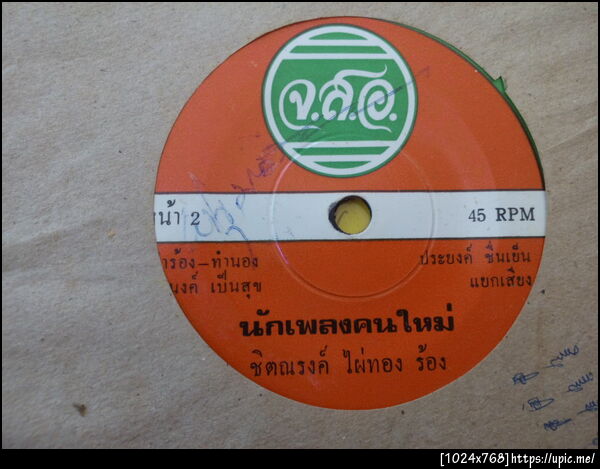 จ.ส.อ.
หน้า 2
45 RPM
ร้อง-ทำนอง
ประยงค์ ชื่นเย็น
นงค์ เป็นสุข
แยกเสียง
นักเพลงคนใหม่
ชิตณรงค์ ไผ่ทอง ร้อง
[1024x768]https://upic.me/